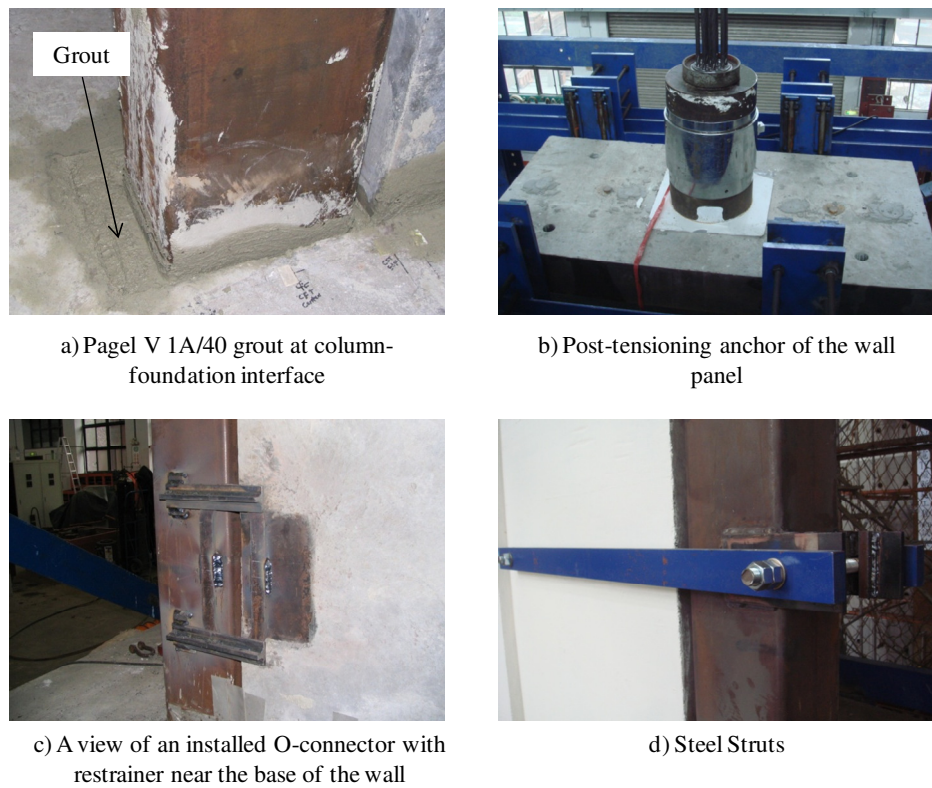 Grout
a) Pagel V 1A/40 grout at column-
foundation interface
b) Post-tensioning anchor of the wall
panel
c) A view of an installed O-connector with
restrainer near the base of the wall
d) Steel Struts